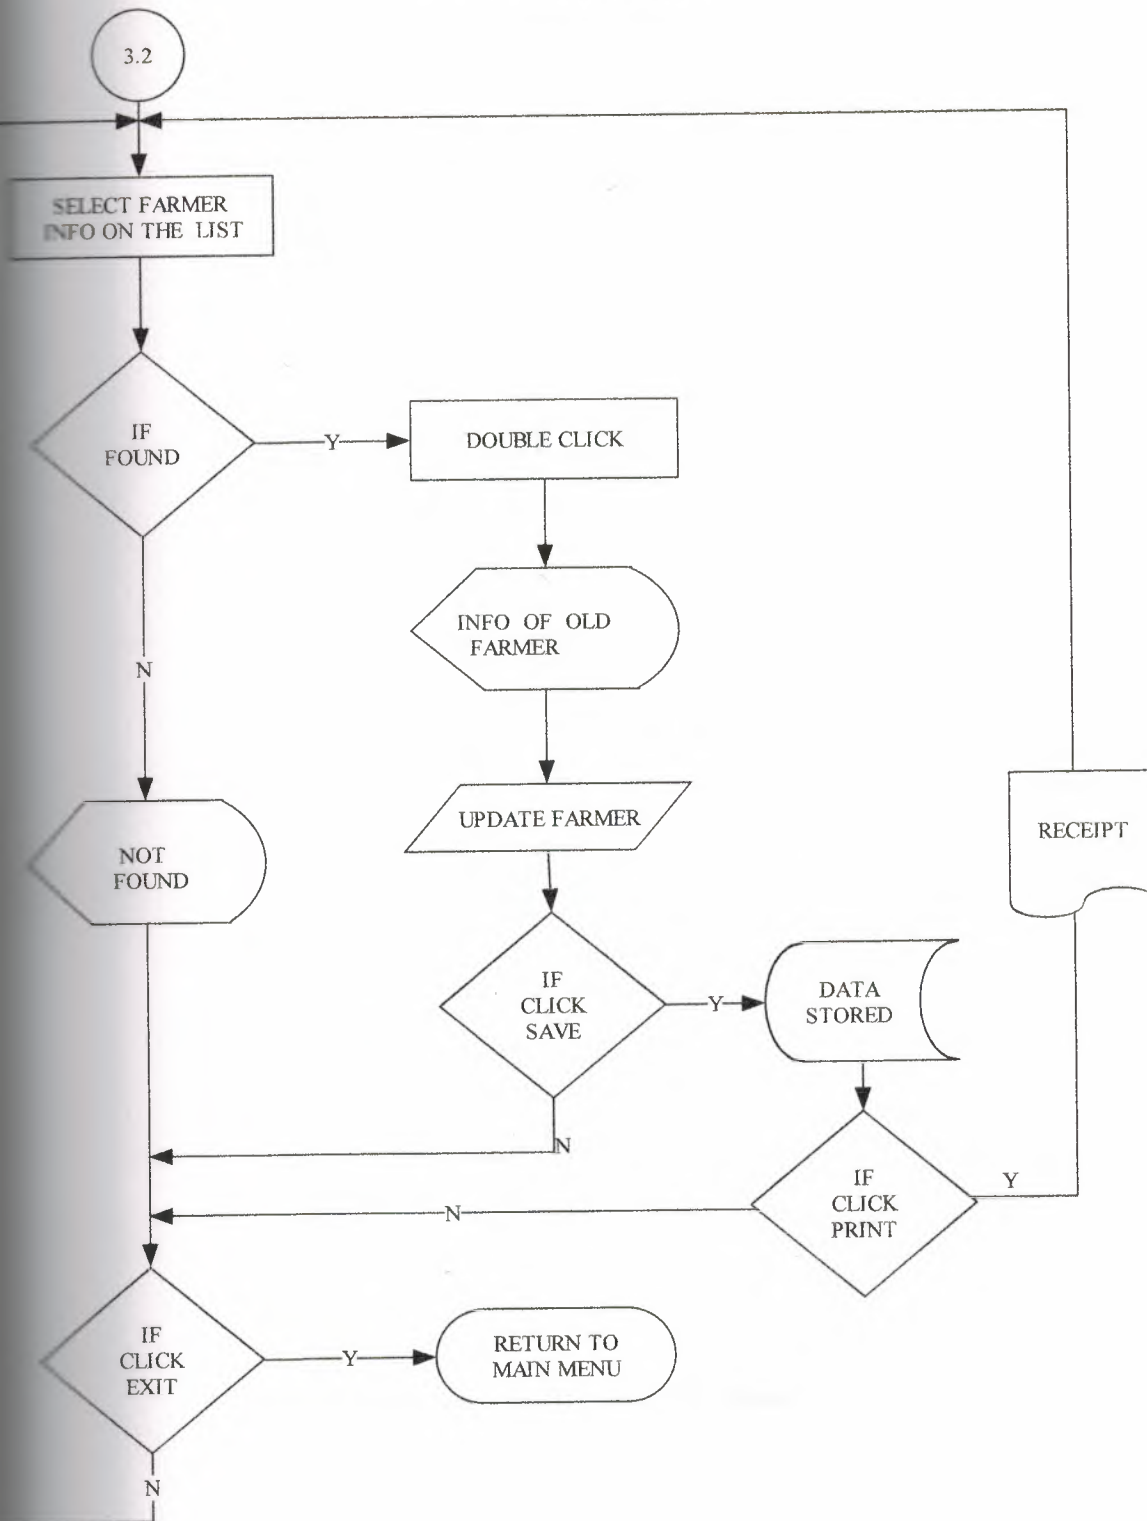 3.2
SELECT FARMER
INFO ON THE LIST
IF
FOUND
Y
DOUBLE CLICK
INFO OF OLD
FARMER
N
UPDATE FARMER
RECEIPT
NOT
FOUND
IF
CLICK
SAVE
Y
DATA
STORED
N
IF
CLICK
PRINT
Y
N
IF
CLICK
EXIT
Y
RETURN TO
MAIN MENU
N